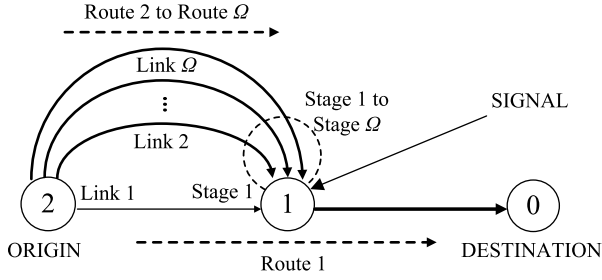 Route 2 to Route Ω
Link Ω
⋮
Stage 1 to
Stage Ω
SIGNAL
Link 2
Link 1
Stage 1
2
1
0
ORIGIN
DESTINATION
Route 1